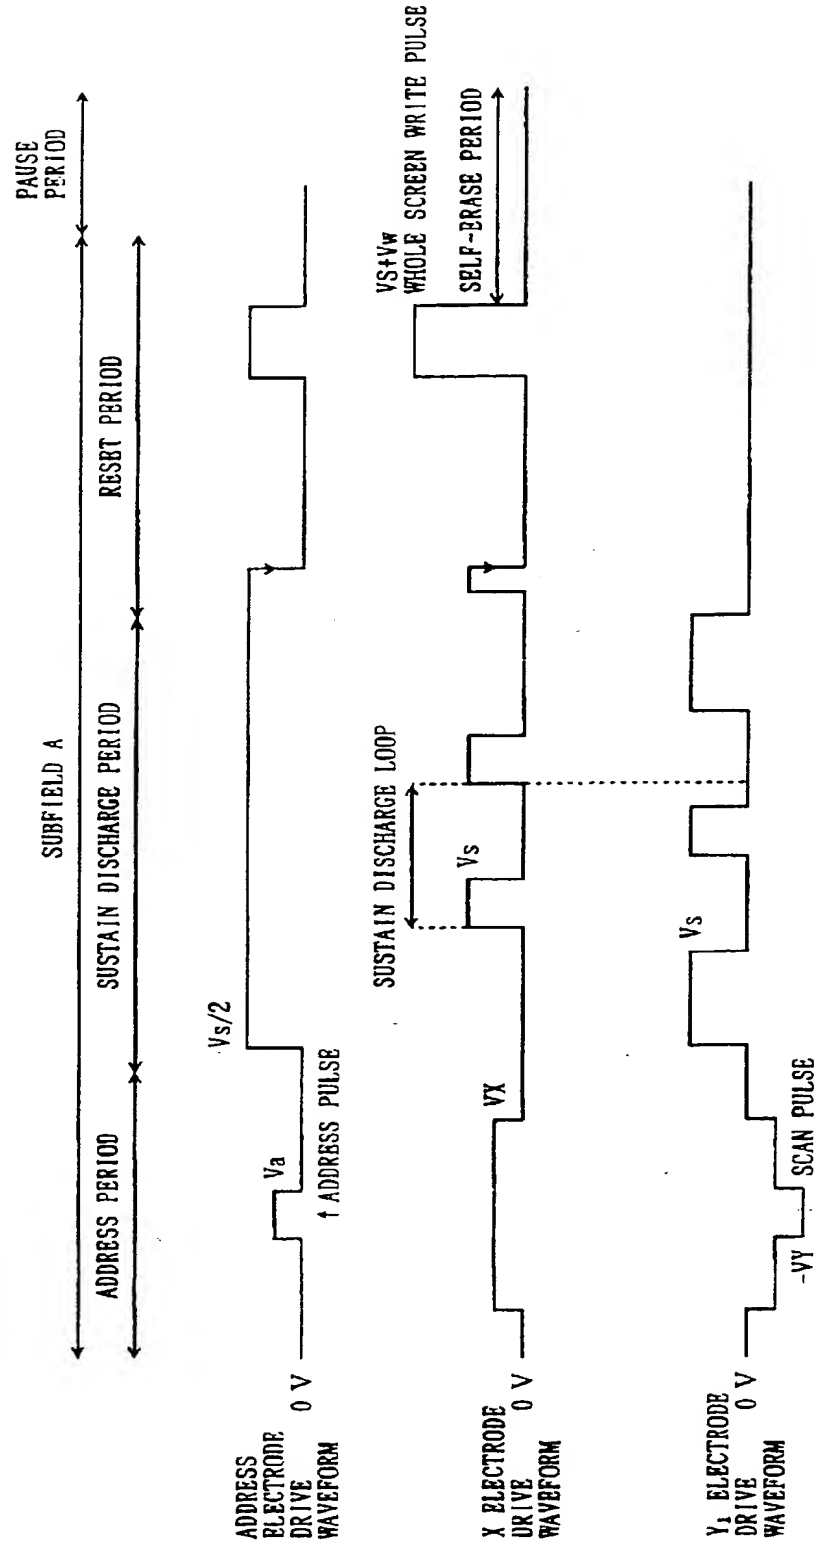 SUBFIELD A
PAUSE
PERIOD
ADDRESS PERIOD
SUSTAIN DISCHARGE PERIOD
RESET PERIOD
ADDRESS
ELECTRODE
DRIVE
WAVEFORM
0 V
Va
↑ ADDRESS PULSE
Vs/2
X ELECTRODE
DRIVE
WAVEFORM
0 V
VX
SUSTAIN DISCHARGE LOOP
Vs
VS+Vw
WHOLE SCREEN WRITE PULSE
SELF-ERASE PERIOD
Y1 ELECTRODE
DRIVE
WAVEFORM
0 V
-VY
SCAN PULSE
Vs